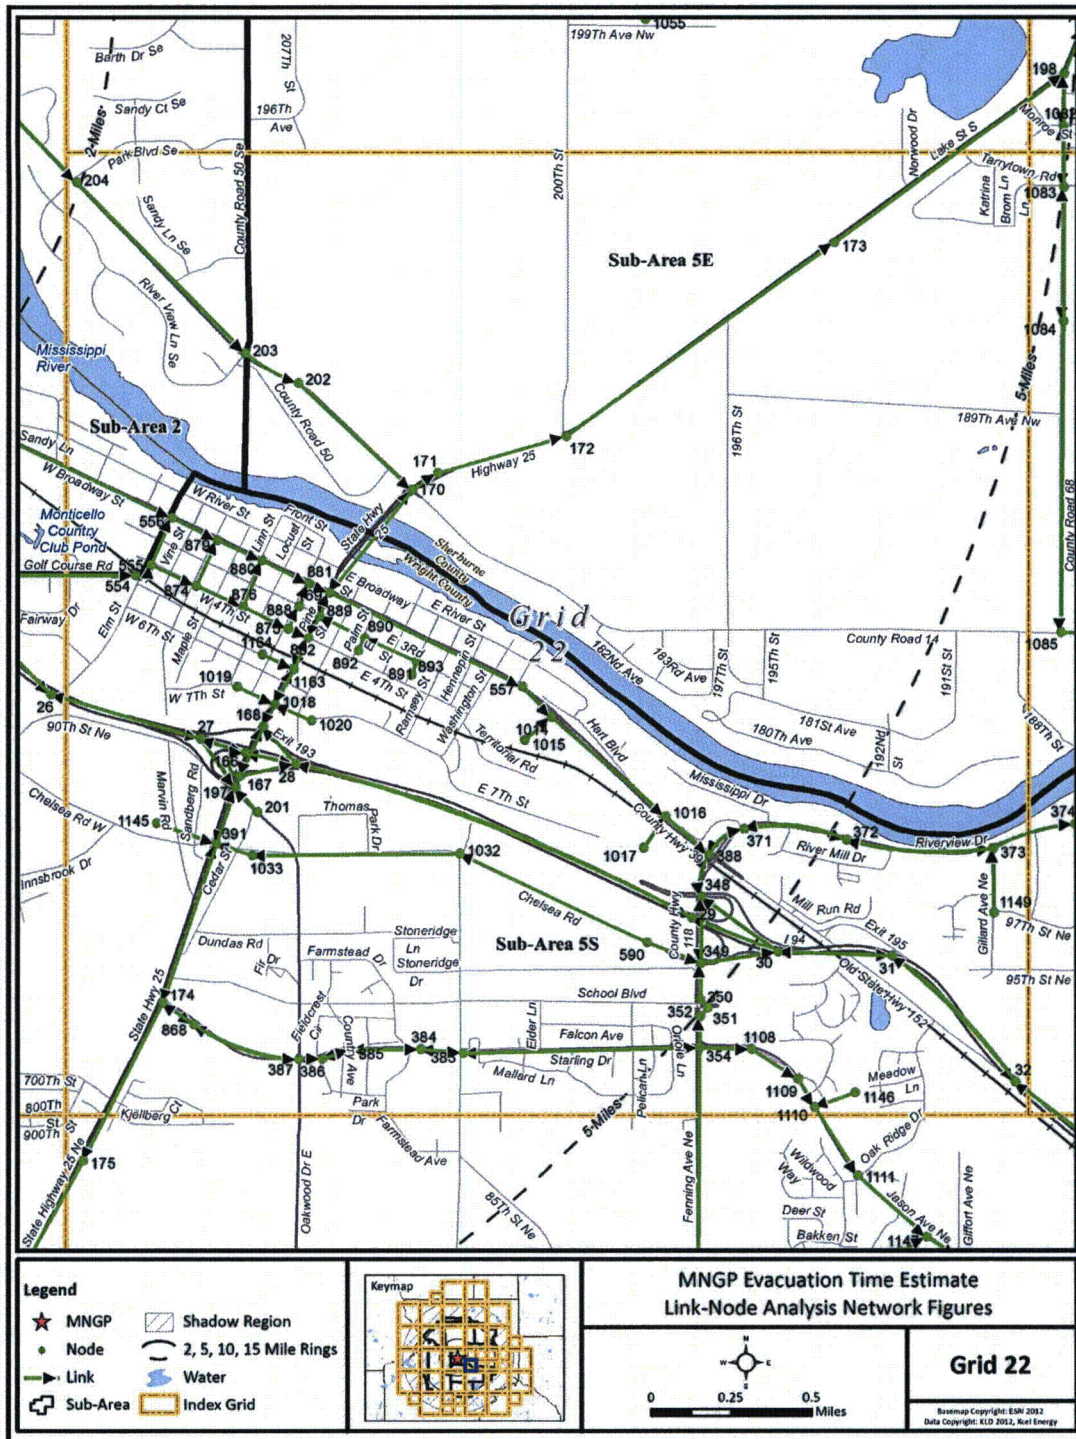 1055
199Th Ave Nw
Barth Dr Se
207Th St
198
2-Miles
Sandy Ct Se
196Th Ave
Norwood Dr
Lake St S
1082
Monroe St
Park Blvd Se
County Road 50 Se
200Th St
Tarrytown Rd
204
1083
Katrina
Brom Ln
Ln
Sandy Ln Se
173
Sub-Area 5E
River View Ln Se
1084
Mississippi River
203
202
5-Miles
County Road 50
189Th Ave Nw
Sub-Area 2
196Th St
172
Sandy Ln
171
Highway 25
170
W Broadway St
W River St
Front St
State Hwy 25
County Road 68
Monticello Country Club Pond
556
Vine St
879
Linn St
Locust St
Sherburne County
Wright County
Golf Course Rd
555
554
880
881
E Broadway St
874
876
69
W 4Th St
888
889
E River St
Grid 22
Fairway Dr
Elm St
W 6Th St
Maple St
875
Pine St
Palm St
890
County Road 14
1085
882
1164
892
E 3Rd St
891
893
Hennepin St
182Nd Ave
183Rd Ave
197Th St
195Th St
191St St
1019
W 7Th St
1163
E 4Th St
Ramsey St
Washington St
557
1018
26
168
1020
1014
1015
181St Ave
180Th Ave
188Th St
90Th St Ne
27
Exit 193
Territorial Rd
Hart Blvd
192Nd St
166
28
167
197
Mississippi Dr
Marvin Rd
Sandberg Rd
201
E 7Th St
Chelsea Rd W
Thomas Park Dr
1016
374
1145
391
County Hwy 39
371
372
Riverview Dr
River Mill Dr
373
Innsbrook Dr
Cedar St
1033
1032
1017
388
348
Mill Run Rd
Chelsea Rd
29
Exit 195
Gillard Ave Ne
1149
97Th St Ne
Dundas Rd
Stoneridge Ln
Stoneridge Dr
Sub-Area 5S
590
County Hwy 118
349
I 94
30
31
Fir Dr
Farmstead Dr
95Th St Ne
State Hwy 25
Old State Hwy 152
174
School Blvd
350
352
351
868
Fieldcrest Cir
Country Ave
Elder Ln
Falcon Ave
384
Oriole Ln
1108
387
386
385
383
Starling Dr
354
Mallard Ln
Pelican Ln
1109
Meadow Ln
32
700Th St
800Th St
900Th St
Kjellberg Ct
Park Dr
1146
1110
5-Miles
Oak Ridge Dr
Farmstead Ave
175
Wildwood Way
1111
State Highway 25 Ne
Oakwood Dr E
85Th St Ne
Fenning Ave Ne
Deer St
Jason Ave Ne
Giffort Ave Ne
Bakken St
114
Legend
MNGP
Shadow Region
Node
2, 5, 10, 15 Mile Rings
Link
Water
Sub-Area
Index Grid
Keymap
MNGP Evacuation Time Estimate
Link-Node Analysis Network Figures
N
W E
S
0 0.25 0.5
Miles
Grid 22
Basemap Copyright: ESRI 2012
Data Copyright: KLD 2012, Xcel Energy